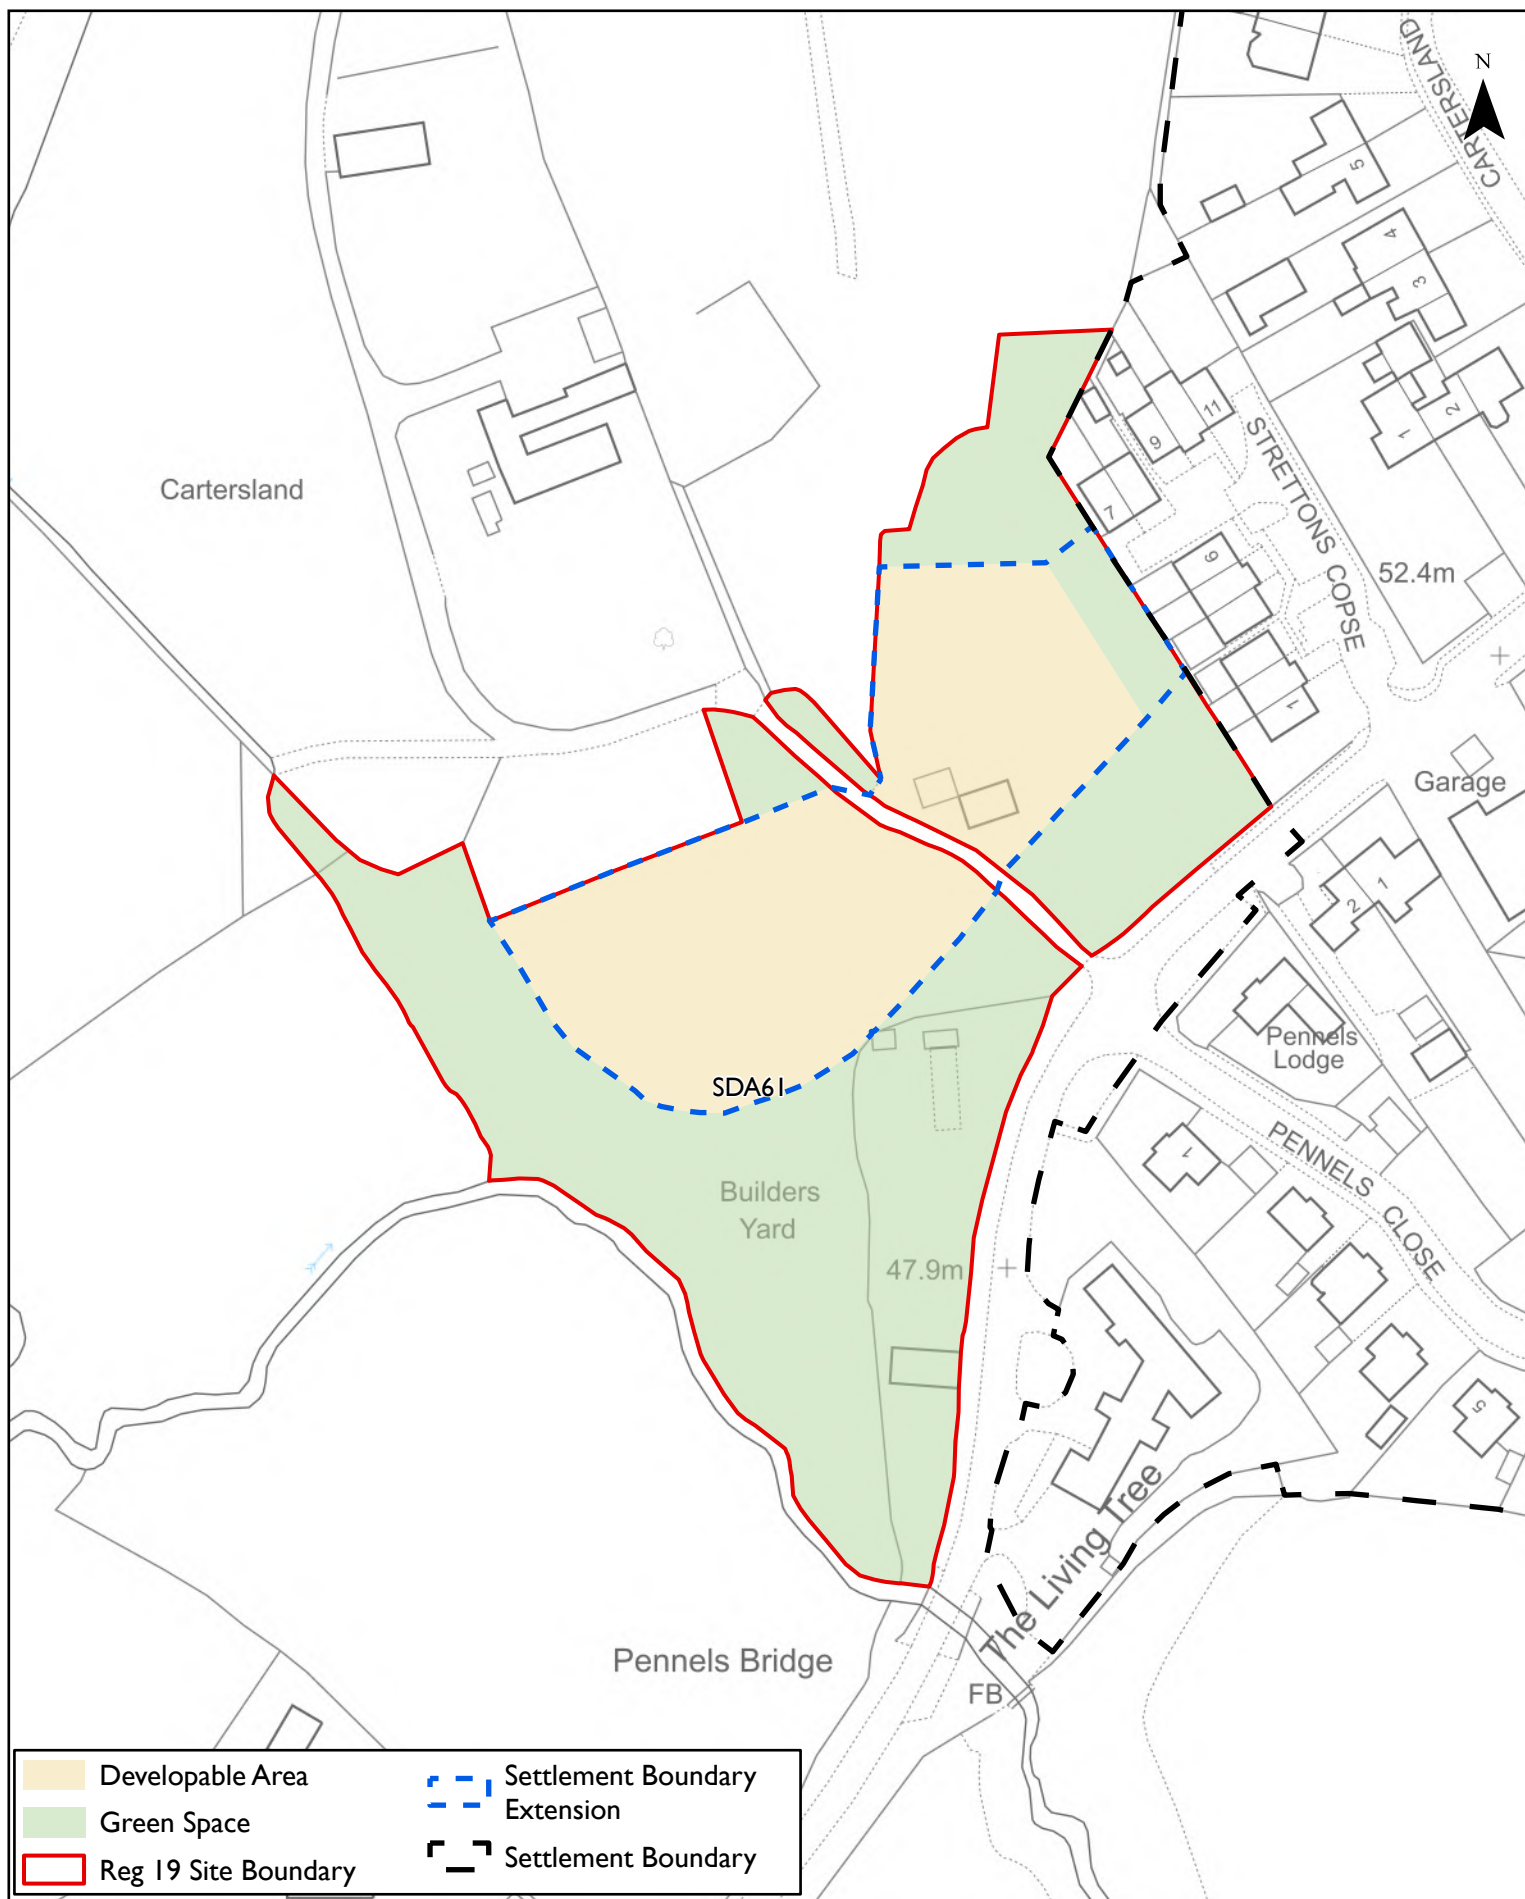 N
CARTERSLAND
5
4
3
2
1
11
9
7
STRETTONS COPSE
Cartersland
6
1
52.4m
Garage
1
2
Pennels
Lodge
SDA61
PENNELS CLOSE
1
Builders
Yard
47.9m
5
The Living Tree
Pennels Bridge
FB
Developable Area
Green Space
Reg 19 Site Boundary
Settlement Boundary
Extension
Settlement Boundary